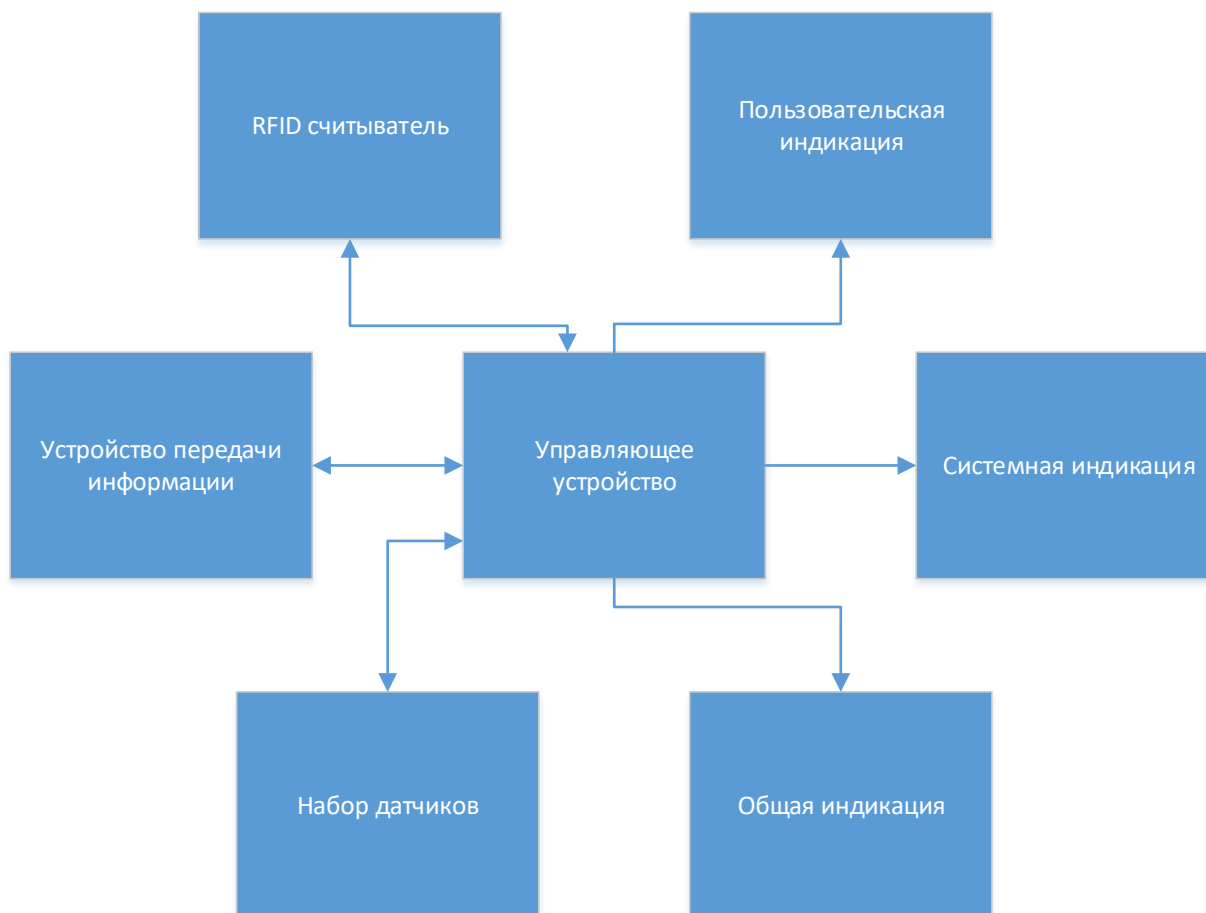 RFID считыватель
Пользовательская
индикация
Устройство передачи
информации
Управляющее
устройство
Системная индикация
Набор датчиков
Общая индикация